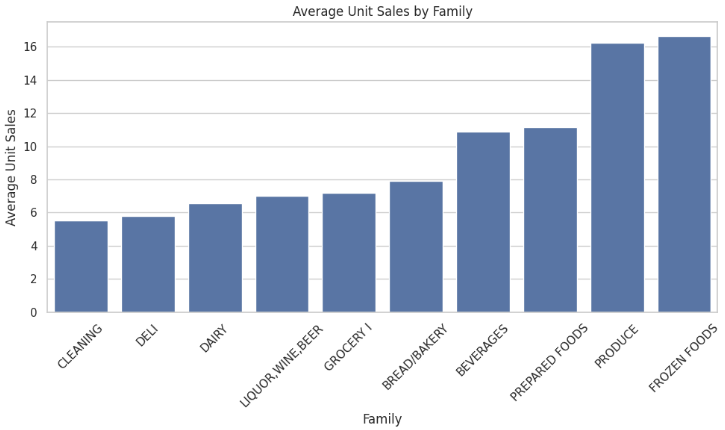 Average Unit Sales by Family
Average Unit Sales
16
14
12
10
8
6
4
2
0
CLEANING
DELI
DAIRY
LIQUOR,WINE,BEER
GROCERY I
BREAD/BAKERY
BEVERAGES
PREPARED FOODS
PRODUCE
FROZEN FOODS
Family